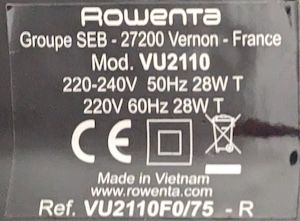 Rowenta
Groupe SEB - 27200 Vernon - France
Mod. VU2110
220-240V 50Hz 28W T
220V 60Hz 28W T
CE
Made in Vietnam
www.rowenta.com
Ref. VU2110F0/75 - R